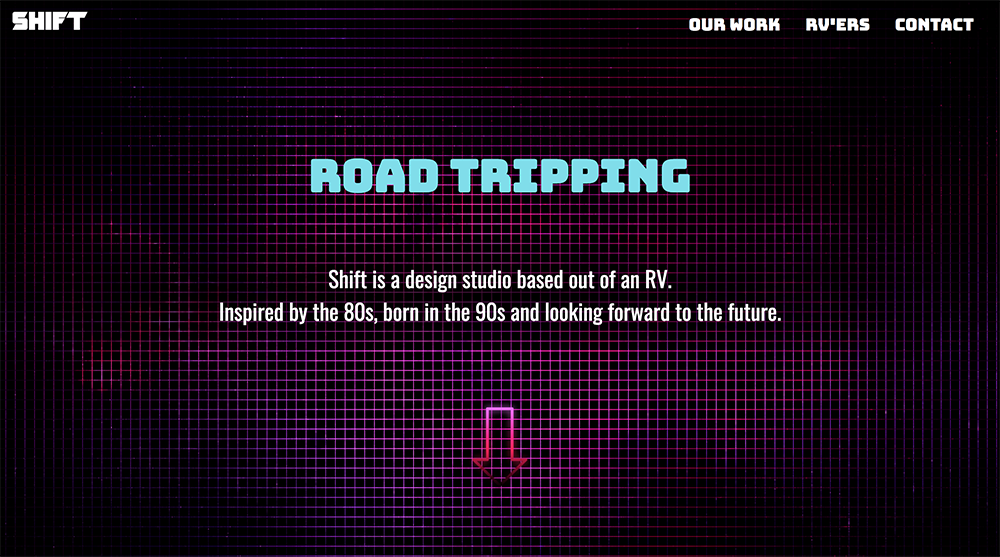 SHIFT
OUR WORK RV'ERS CONTACT
ROAD TRIPPING
Shift is a design studio based out of an RV.
Inspired by the 80s, born in the 90s and looking forward to the future.